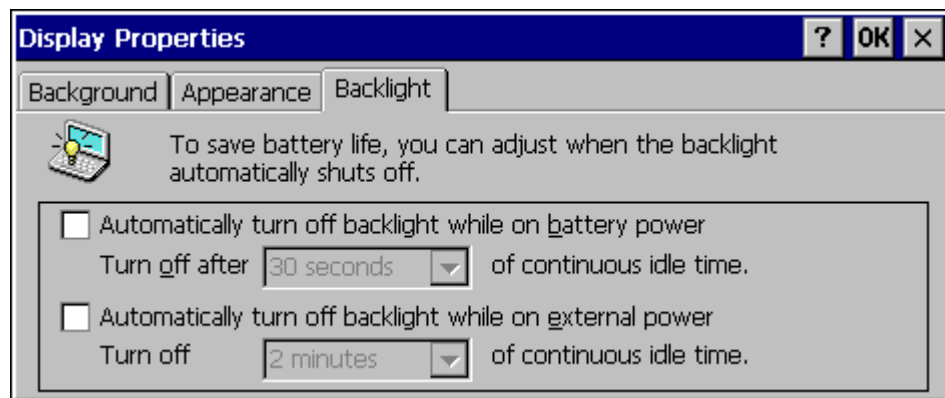 Display Properties ? OK ×
Background Appearance Backlight
To save battery life, you can adjust when the backlight
automatically shuts off.
Automatically turn off backlight while on battery power
Turn off after 30 seconds of continuous idle time.
Automatically turn off backlight while on external power
Turn off 2 minutes of continuous idle time.